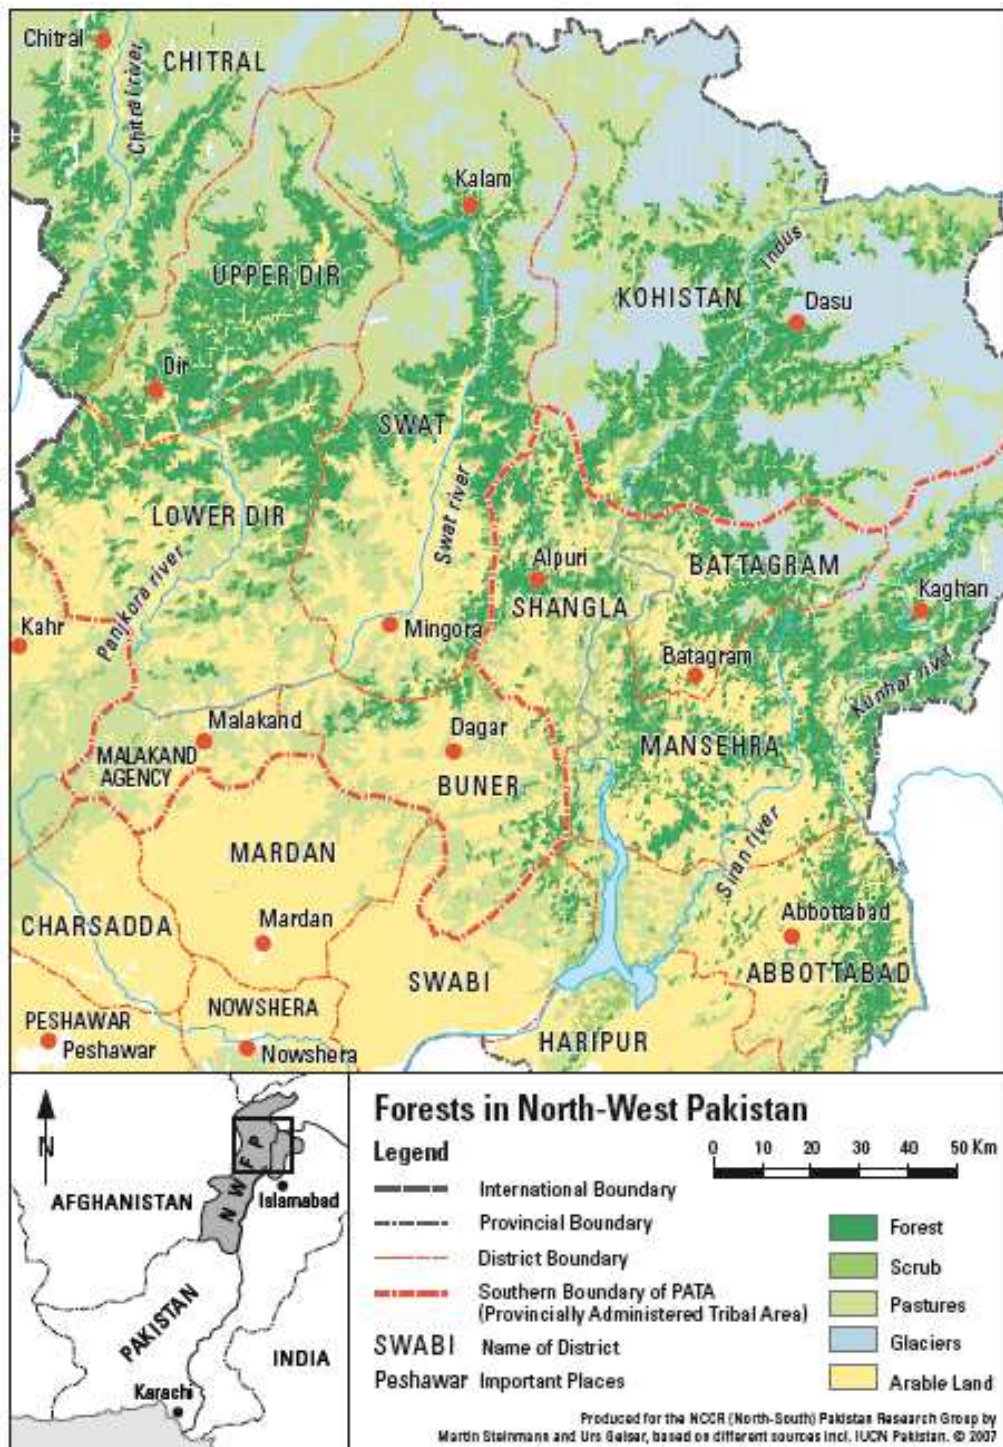 Chitral
CHITRAL
Chitral river
Kalam
UPPER DIR
Indus
KOHISTAN
Dasu
Dir
SWAT
Swat river
LOWER DIR
Alpuri
BATTAGRAM
SHANGLA
Kaghan
Panjkora river
Kahr
Mingora
Batagram
Kunhar river
Malakand
Dagar
MANSEHRA
MALAKAND
AGENCY
BUNER
MARDAN
Siran river
CHARSADDA
Mardan
Abbottabad
SWABI
ABBOTTABAD
NOWSHERA
PESHAWAR
Peshawar
Nowshera
HARIPUR
N
NWFP
AFGHANISTAN
Islamabad
PAKISTAN
INDIA
Karachi
Forests in North-West Pakistan
Legend
0 10 20 30 40 50 Km
International Boundary
Provincial Boundary
District Boundary
Southern Boundary of PATA
(Provincially Administered Tribal Area)
SWABI Name of District
Peshawar Important Places
Forest
Scrub
Pastures
Glaciers
Arable Land
Produced for the NCCR (North-South) Pakistan Research Group by
Martin Steinmann and Urs Geiser, based on different sources incl. IUCN Pakistan. © 2007